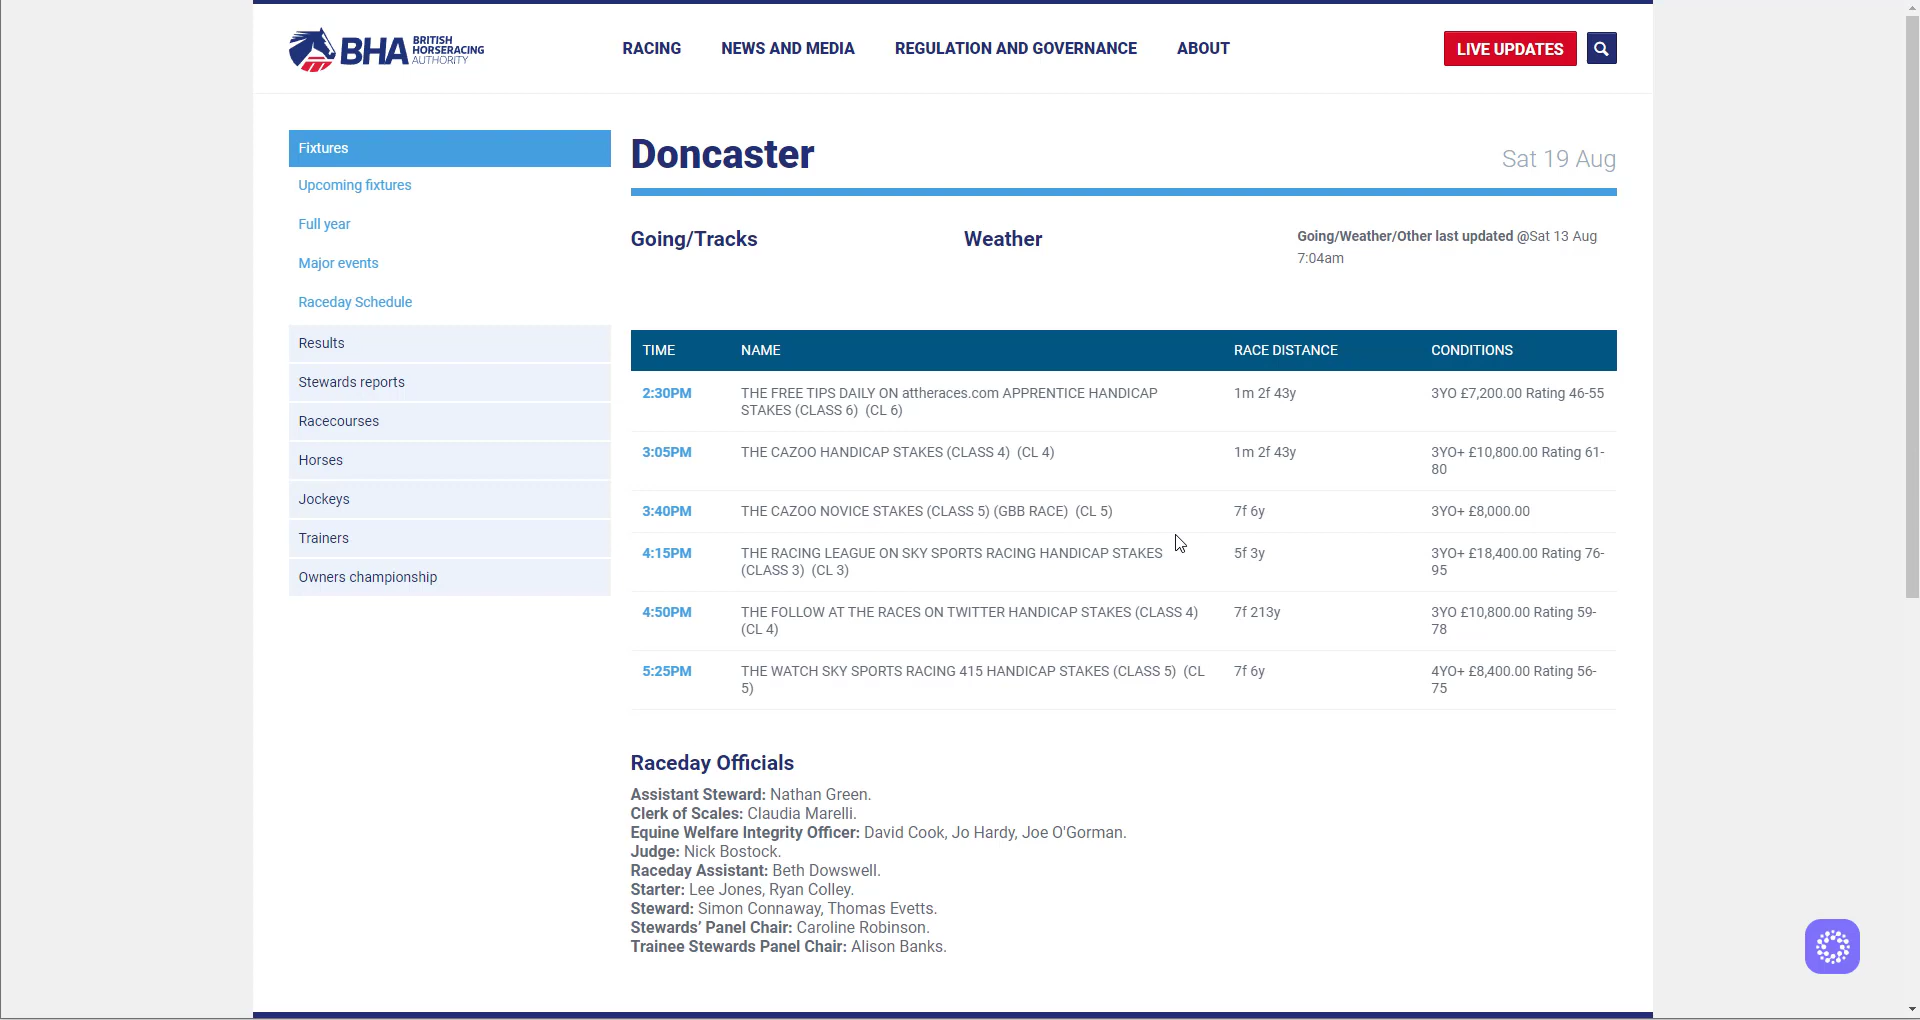 BHA BRITISH
HORSERACING
AUTHORITY
RACING NEWS AND MEDIA REGULATION AND GOVERNANCE ABOUT LIVE UPDATES
Fixtures
Upcoming fixtures
Full year
Major events
Raceday Schedule
Results
Stewards reports
Racecourses
Horses
Jockeys
Trainers
Owners championship
Doncaster Sat 19 Aug
Going/Tracks Weather Going/Weather/Other last updated @Sat 13 Aug
7:04am
TIME NAME RACE DISTANCE CONDITIONS
2:30PM THE FREE TIPS DAILY ON attheraces.com APPRENTICE HANDICAP 1m 2f 43y 3YO £7,200.00 Rating 46-55
STAKES (CLASS 6) (CL 6)
3:05PM THE CAZOO HANDICAP STAKES (CLASS 4) (CL 4) 1m 2f 43y 3YO+ £10,800.00 Rating 61-
80
3:40PM THE CAZOO NOVICE STAKES (CLASS 5) (GBB RACE) (CL 5) 7f 6y 3YO+ £8,000.00
4:15PM THE RACING LEAGUE ON SKY SPORTS RACING HANDICAP STAKES 5f 3y 3YO+ £18,400.00 Rating 76-
(CLASS 3) (CL 3) 95
4:50PM THE FOLLOW AT THE RACES ON TWITTER HANDICAP STAKES (CLASS 4) 7f 213y 3YO £10,800.00 Rating 59-
(CL 4) 78
5:25PM THE WATCH SKY SPORTS RACING 415 HANDICAP STAKES (CLASS 5) (CL 7f 6y 4YO+ £8,400.00 Rating 56-
5) 75
Raceday Officials
Assistant Steward: Nathan Green.
Clerk of Scales: Claudia Marelli.
Equine Welfare Integrity Officer: David Cook, Jo Hardy, Joe O'Gorman.
Judge: Nick Bostock.
Raceday Assistant: Beth Dowswell.
Starter: Lee Jones, Ryan Colley.
Steward: Simon Connaway, Thomas Evetts.
Stewards' Panel Chair: Caroline Robinson.
Trainee Stewards Panel Chair: Alison Banks.